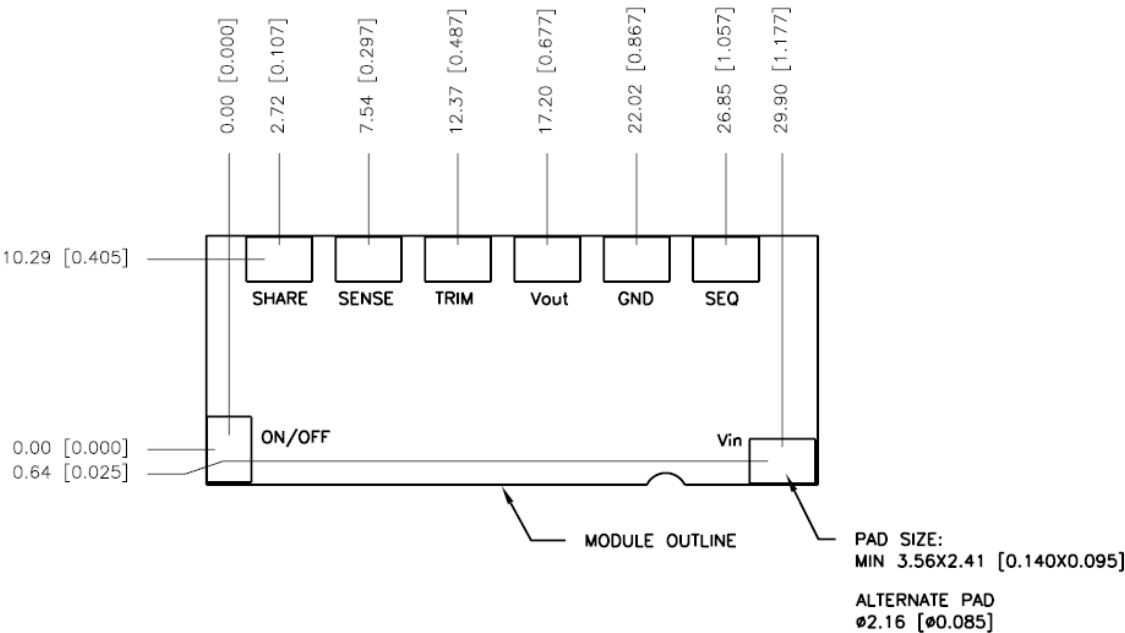 0.00 [0.000]
2.72 [0.107]
7.54 [0.297]
12.37 [0.487]
17.20 [0.677]
22.02 [0.867]
26.85 [1.057]
29.90 [1.177]
10.29 [0.405]
SHARE
SENSE
TRIM
Vout
GND
SEQ
0.00 [0.000]
ON/OFF
Vin
0.64 [0.025]
MODULE OUTLINE
PAD SIZE:
MIN 3.56X2.41 [0.140X0.095]
ALTERNATE PAD
ø2.16 [ø0.085]